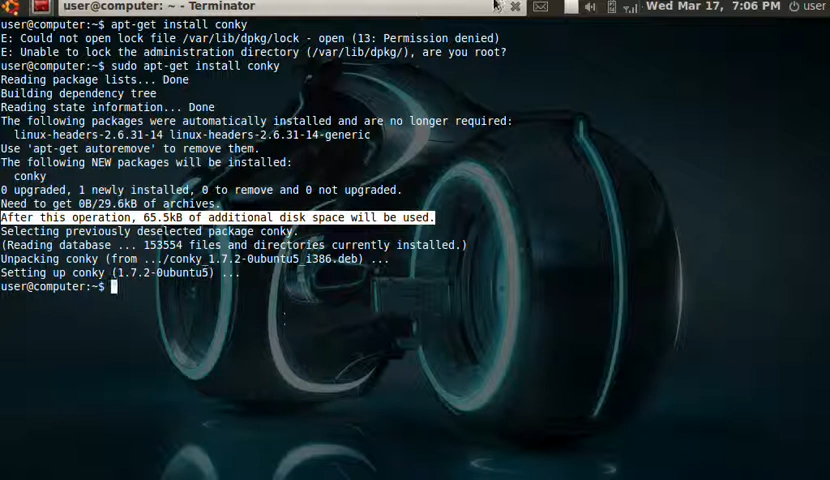 user@computer: ~ - Terminator
Wed Mar 17, 7:06 PM
user
user@computer:~$ apt-get install conky
E: Could not open lock file /var/lib/dpkg/lock - open (13: Permission denied)
E: Unable to lock the administration directory (/var/lib/dpkg/), are you root?
user@computer:~$ sudo apt-get install conky
Reading package lists... Done
Building dependency tree
Reading state information... Done
The following packages were automatically installed and are no longer required:
linux-headers-2.6.31-14 linux-headers-2.6.31-14-generic
Use 'apt-get autoremove' to remove them.
The following NEW packages will be installed:
conky
0 upgraded, 1 newly installed, 0 to remove and 0 not upgraded.
Need to get 0B/29.6kB of archives.
After this operation, 65.5kB of additional disk space will be used.
Selecting previously deselected package conky.
(Reading database ... 153554 files and directories currently installed.)
Unpacking conky (from .../conky_1.7.2-0ubuntu5_i386.deb) ...
Setting up conky (1.7.2-0ubuntu5) ...
user@computer:~$